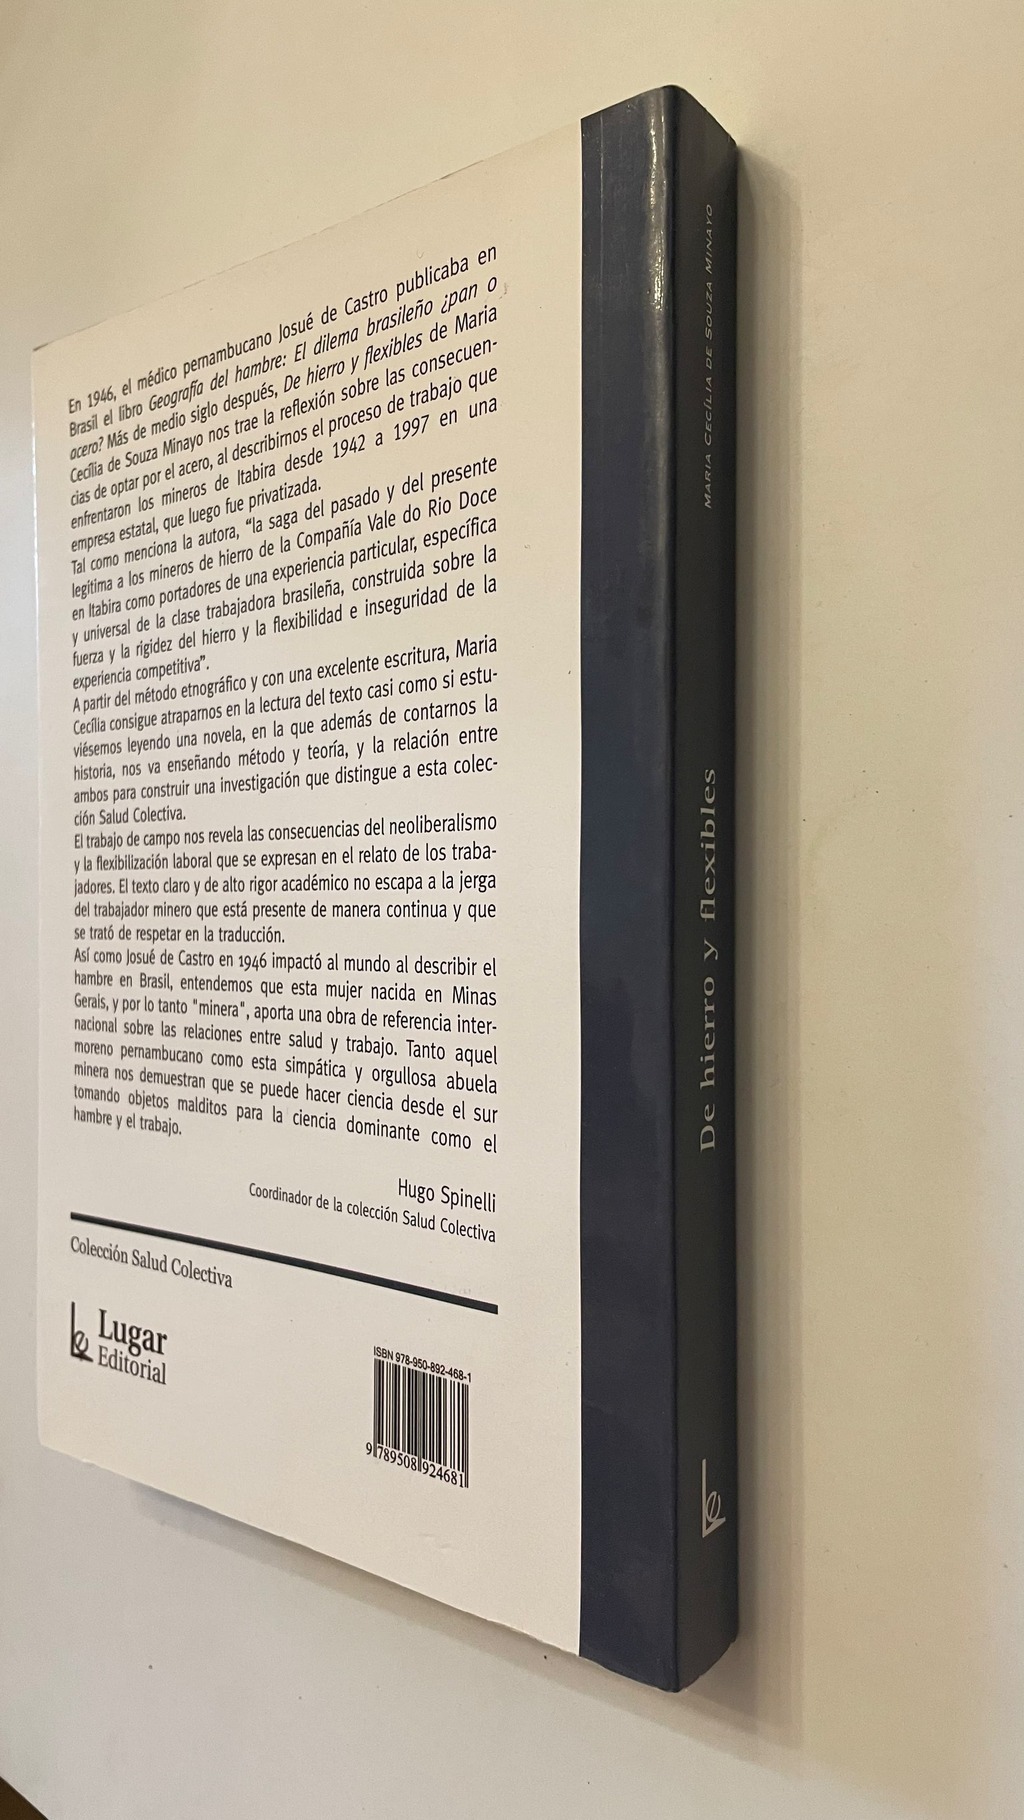 En 1946, el médico pernambucano Josué de Castro publicaba en
Brasil el libro Geografía del hambre: El dilema brasileño ¿pan o
acero? Más de medio siglo después, De hierro y flexibles de Maria
Cecília de Souza Minayo nos trae la reflexión sobre las consecuen-
cias de optar por el acero, al describirnos el proceso de trabajo que
enfrentaron los mineros de Itabira desde 1942 a 1997 en una
empresa estatal, que luego fue privatizada.
Tal como menciona la autora, “la saga del pasado y del presente
legitima a los mineros de hierro de la Compañía Vale do Rio Doce
en Itabira como portadores de una experiencia particular, específica
y universal de la clase trabajadora brasileña, construida sobre la
fuerza y la rigidez del hierro y la flexibilidad e inseguridad de la
experiencia competitiva”.
A partir del método etnográfico y con una excelente escritura, Maria
Cecília consigue atraparnos en la lectura del texto casi como si estu-
viésemos leyendo una novela, en la que además de contarnos la
historia, nos va enseñando método y teoría, y la relación entre
ambos para construir una investigación que distingue a esta colec-
ción Salud Colectiva.
El trabajo de campo nos revela las consecuencias del neoliberalismo
y la flexibilización laboral que se expresan en el relato de los traba-
jadores. El texto claro y de alto rigor académico no escapa a la jerga
del trabajador minero que está presente de manera continua y que
se trató de respetar en la traducción.
Así como Josué de Castro en 1946 impactó al mundo al describir el
hambre en Brasil, entendemos que esta mujer nacida en Minas
Gerais, y por lo tanto "minera", aporta una obra de referencia inter-
nacional sobre las relaciones entre salud y trabajo. Tanto aquel
moreno pernambucano como esta simpática y orgullosa abuela
minera nos demuestran que se puede hacer ciencia desde el sur
tomando objetos malditos para la ciencia dominante como el
hambre y el trabajo.
Hugo Spinelli
Coordinador de la colección Salud Colectiva
Colección Salud Colectiva
le Lugar
Editorial
ISBN 978-950-892-468-1
9 789508 924681
MARIA CECÍLIA DE SOUZA MINAYO
De hierro y flexibles
le